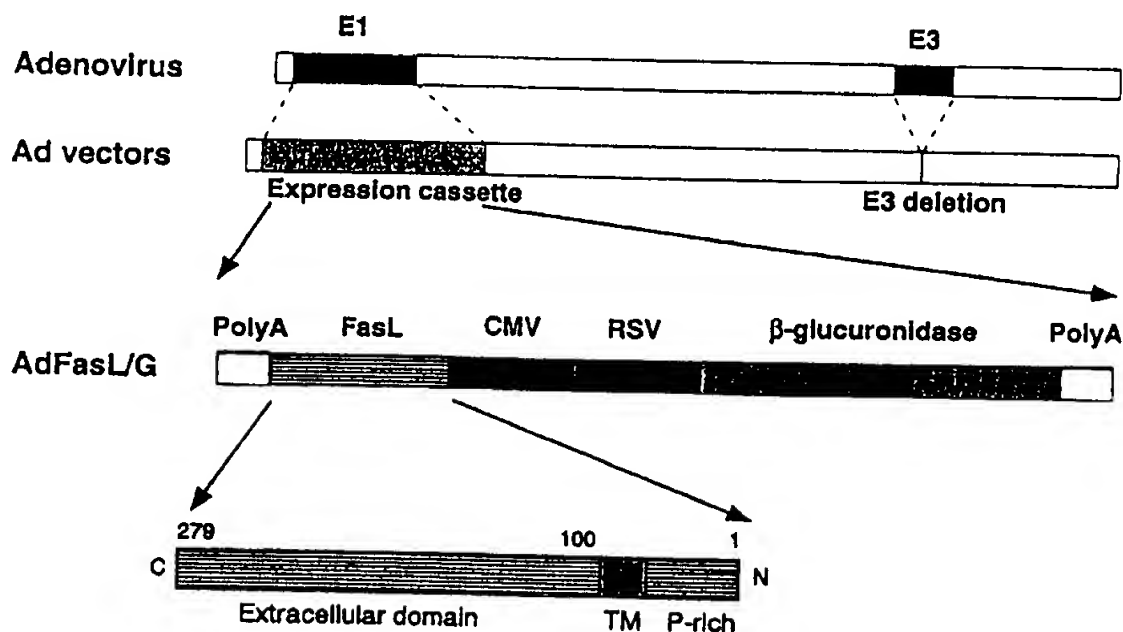 E1 E3
Adenovirus
Ad vectors
Expression cassette E3 deletion
PolyA FasL CMV RSV β-glucuronidase PolyA
AdFasL/G
279 100 1
C N
Extracellular domain TM P-rich